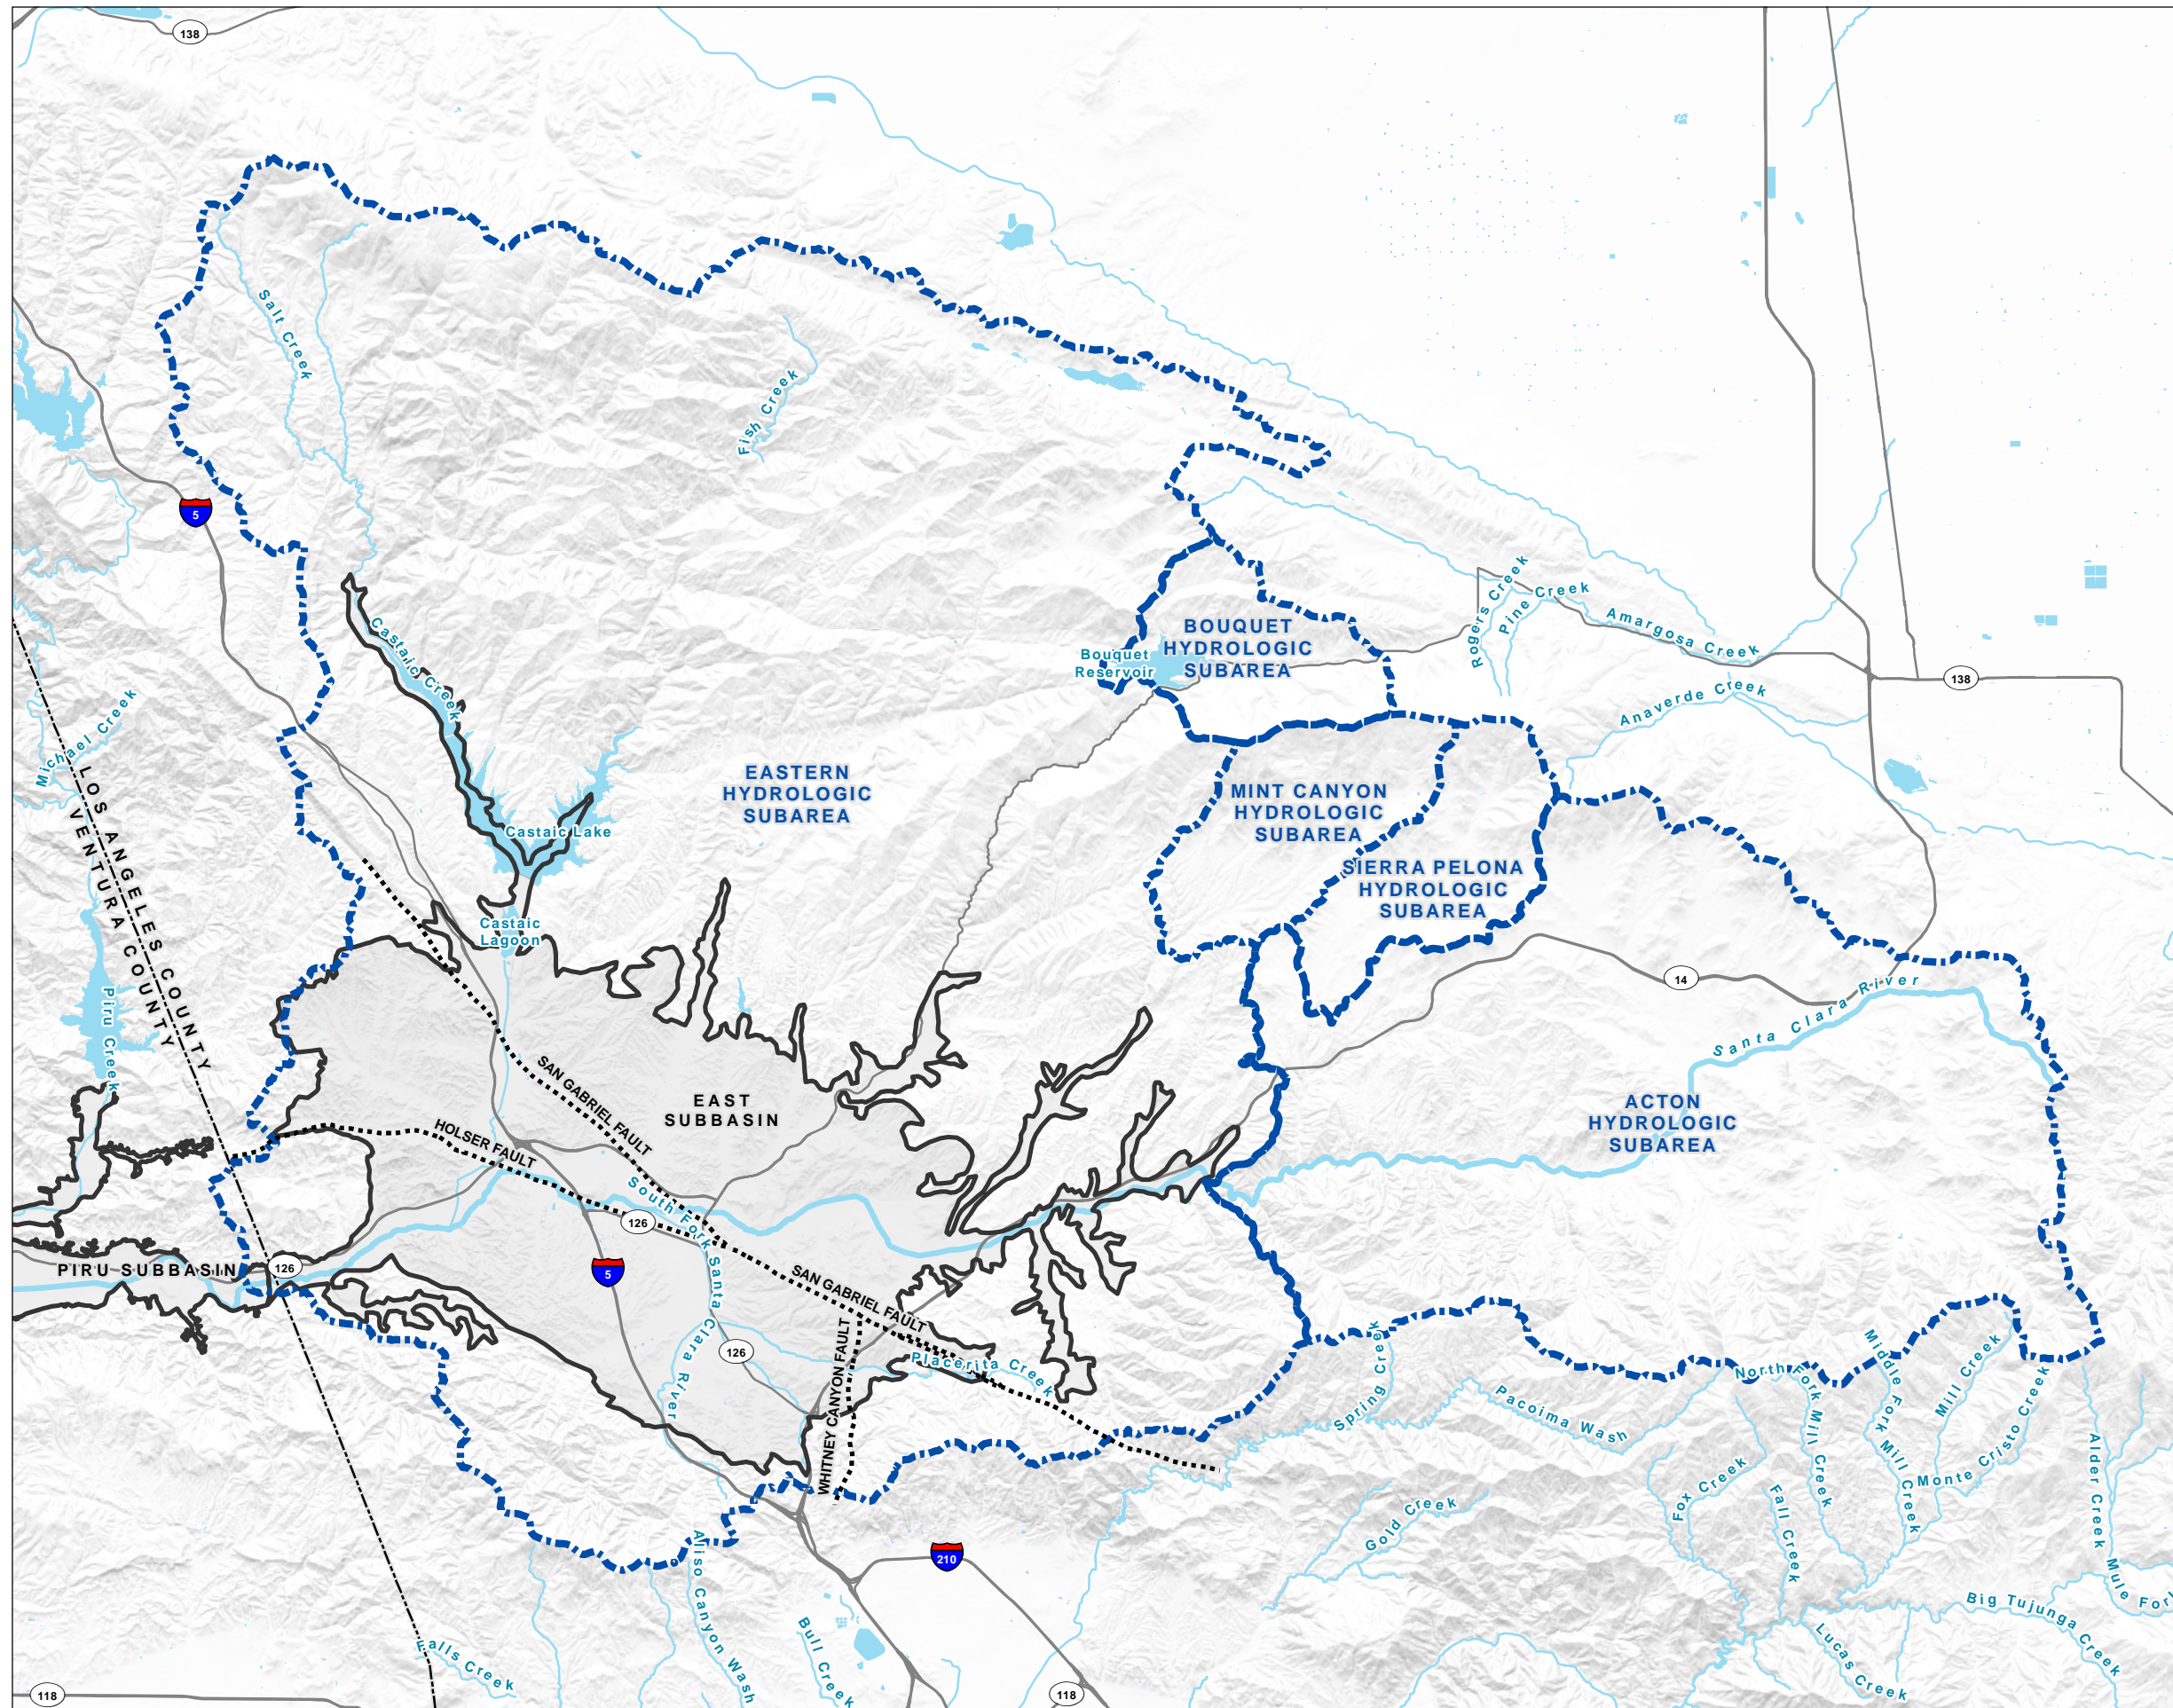 138
Salt Creek
Fish Creek
5
Castaic Creek
BOUQUET
HYDROLOGIC
SUBAREA
Bouquet
Reservoir
Rogers Creek
Pine Creek
Amargosa Creek
Anaverde Creek
138
Michael Creek
LOS ANGELES COUNTY
VENTURA COUNTY
EASTERN
HYDROLOGIC
SUBAREA
MINT CANYON
HYDROLOGIC
SUBAREA
Castaic Lake
SIERRA PELONA
HYDROLOGIC
SUBAREA
Castaic
Lagoon
Piru Creek
14
Santa Clara River
SAN GABRIEL FAULT
EAST
SUBBASIN
HOLSER FAULT
ACTON
HYDROLOGIC
SUBAREA
South Fork Santa Clara River
126
PIRU SUBBASIN
126
5
SAN GABRIEL FAULT
126
WHITNEY CANYON FAULT
Placerita Creek
Spring Creek
Pacoima Wash
North Fork Mill Creek
Middle Fork Mill Creek
Mill Creek
Monte Cristo Creek
Alder Creek
Fox Creek
Fall Creek
Gold Creek
Aliso Canyon Wash
210
Bull Creek
Falls Creek
Mule For
Big Tujunga Creek
Lucas Creek
118
118